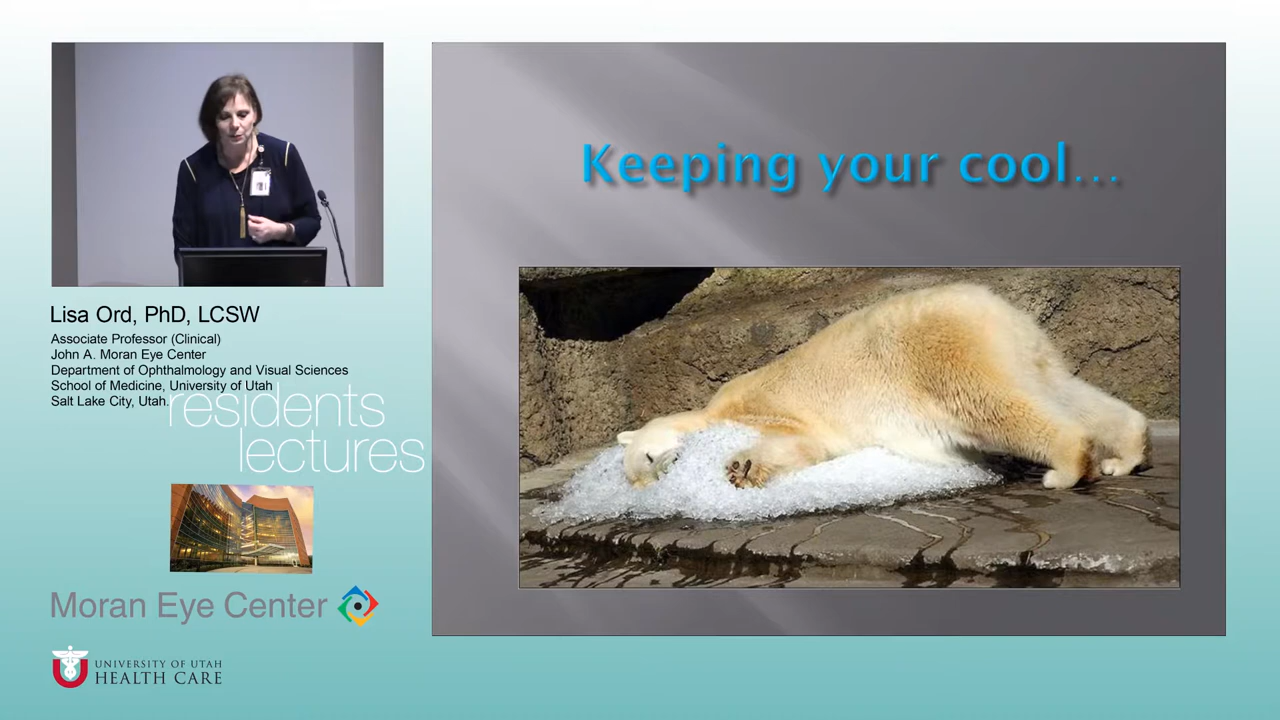 Keeping your cool...
Lisa Ord, PhD, LCSW
Associate Professor (Clinical)
John A. Moran Eye Center
Department of Ophthalmology and Visual Sciences
School of Medicine, University of Utah
Salt Lake City, Utah.
residents
lectures
Moran Eye Center
UNIVERSITY OF UTAH
HEALTH CARE